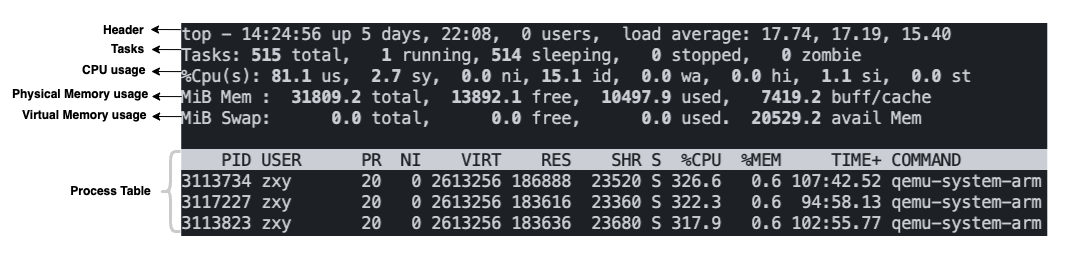 Header top - 14:24:56 up 5 days, 22:08, 0 users, load average: 17.74, 17.19, 15.40
Tasks Tasks: 515 total, 1 running, 514 sleeping, 0 stopped, 0 zombie
CPU usage %Cpu(s): 81.1 us, 2.7 sy, 0.0 ni, 15.1 id, 0.0 wa, 0.0 hi, 1.1 si, 0.0 st
Physical Memory usage MiB Mem : 31809.2 total, 13892.1 free, 10497.9 used, 7419.2 buff/cache
Virtual Memory usage MiB Swap: 0.0 total, 0.0 free, 0.0 used. 20529.2 avail Mem
PID USER PR NI VIRT RES SHR S %CPU %MEM TIME+ COMMAND
3113734 zxy 20 0 2613256 186888 23520 S 326.6 0.6 107:42.52 qemu-system-arm
Process Table 3117227 zxy 20 0 2613256 183616 23360 S 322.3 0.6 94:58.13 qemu-system-arm
3113823 zxy 20 0 2613256 183636 23680 S 317.9 0.6 102:55.77 qemu-system-arm